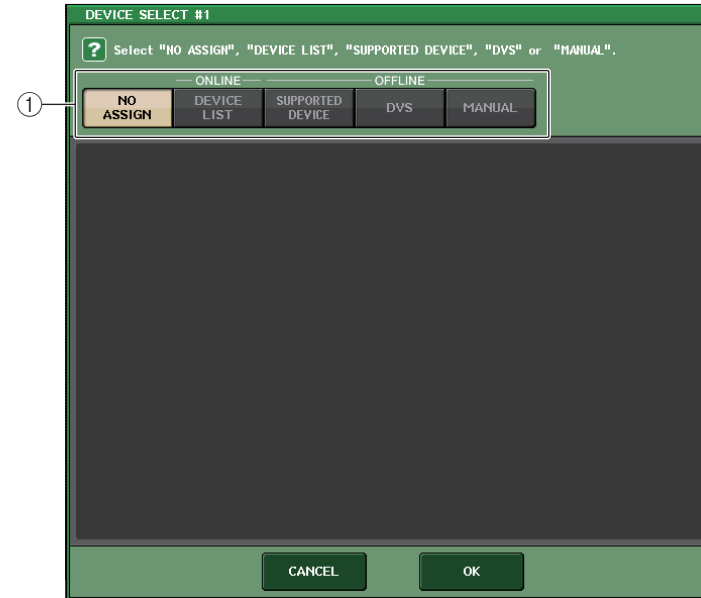 DEVICE SELECT #1
? Select "NO ASSIGN", "DEVICE LIST", "SUPPORTED DEVICE", "DVS" or "MANUAL".
ONLINE OFFLINE
① NO ASSIGN DEVICE LIST SUPPORTED DEVICE DVS MANUAL
CANCEL OK